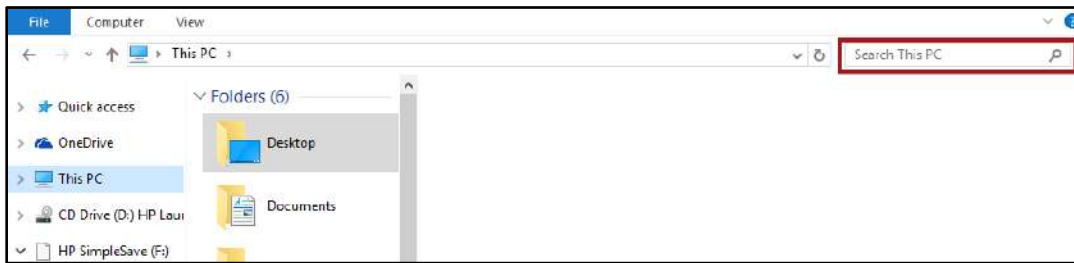 File Computer View
This PC
Search This PC
Quick access
OneDrive
This PC
CD Drive (D:) HP Laun
HP SimpleSave (F:)
Folders (6)
Desktop
Documents